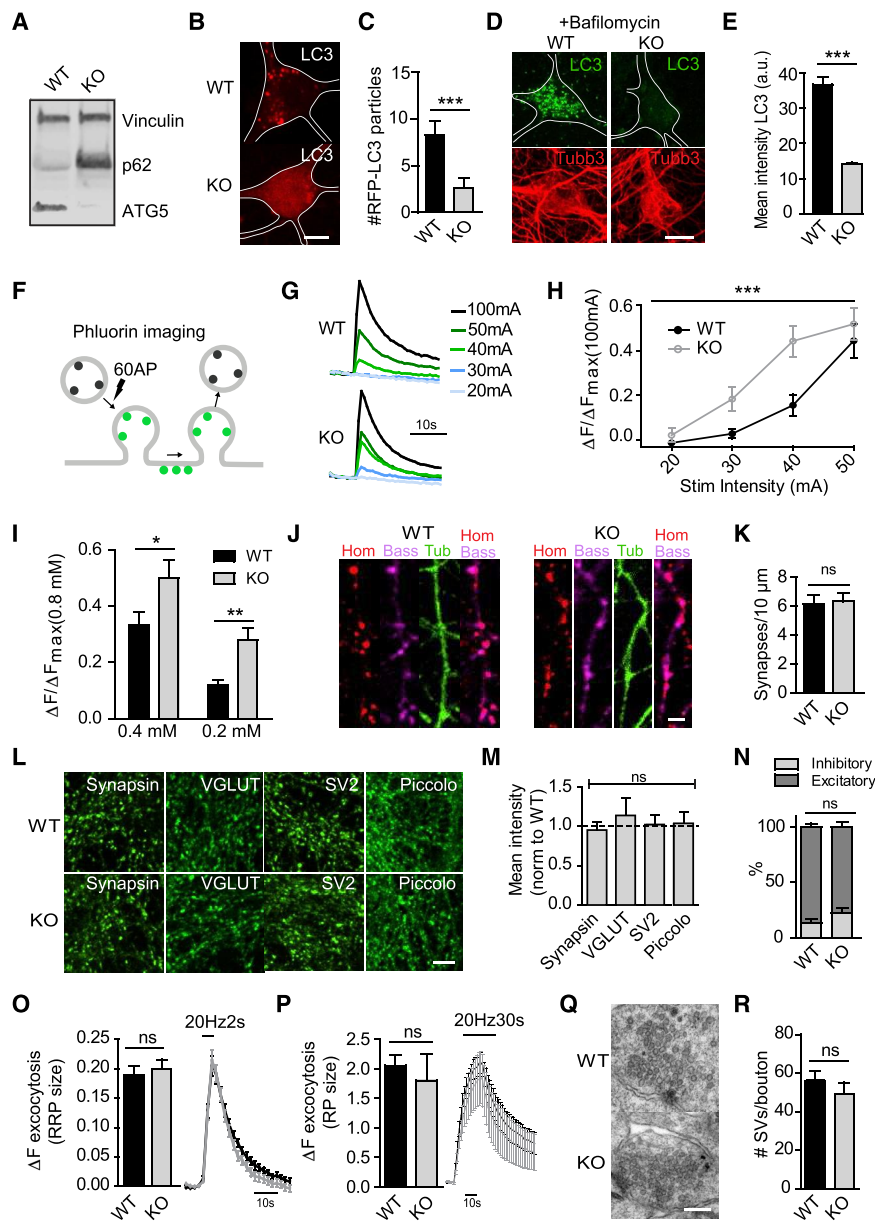 A
WT
KO
Vinculin
p62
ATG5
B
LC3
WT
LC3
KO
C
#RFP-LC3 particles
15
10
5
0
***
WT
KO
D
+Bafilomycin
WT
KO
LC3
LC3
Tubb3
Tubb3
E
Mean intensity LC3 (a.u.)
40
30
20
10
0
***
WT
KO
F
Phluorin imaging
60AP
G
WT
100mA
50mA
40mA
30mA
20mA
KO
10s
H
ΔF/ΔFmax(100mA)
0.6
0.4
0.2
0.0
***
WT
KO
20
30
40
50
Stim Intensity (mA)
I
ΔF/ΔFmax(0.8 mM)
0.6
0.4
0.2
0.0
*
**
WT
KO
0.4 mM
0.2 mM
J
WT
KO
Hom
Bass
Tub
Hom
Bass
Hom
Bass
Tub
Hom
Bass
K
Synapses/10 µm
8
6
4
2
0
ns
WT
KO
L
WT
Synapsin
VGLUT
SV2
Piccolo
KO
Synapsin
VGLUT
SV2
Piccolo
M
Mean intensity
(norm to WT)
1.5
1.0
0.5
0.0
ns
Synapsin
VGLUT
SV2
Piccolo
N
Inhibitory
Excitatory
ns
%
100
50
0
WT
KO
O
ΔF excocytosis
(RRP size)
0.25
0.20
0.15
0.10
0.05
0.00
ns
WT
KO
20Hz2s
10s
P
ΔF excocytosis
(RP size)
2.5
2.0
1.5
1.0
0.5
0.0
ns
WT
KO
20Hz30s
10s
Q
WT
KO
R
# SVs/bouton
80
60
40
20
0
ns
WT
KO